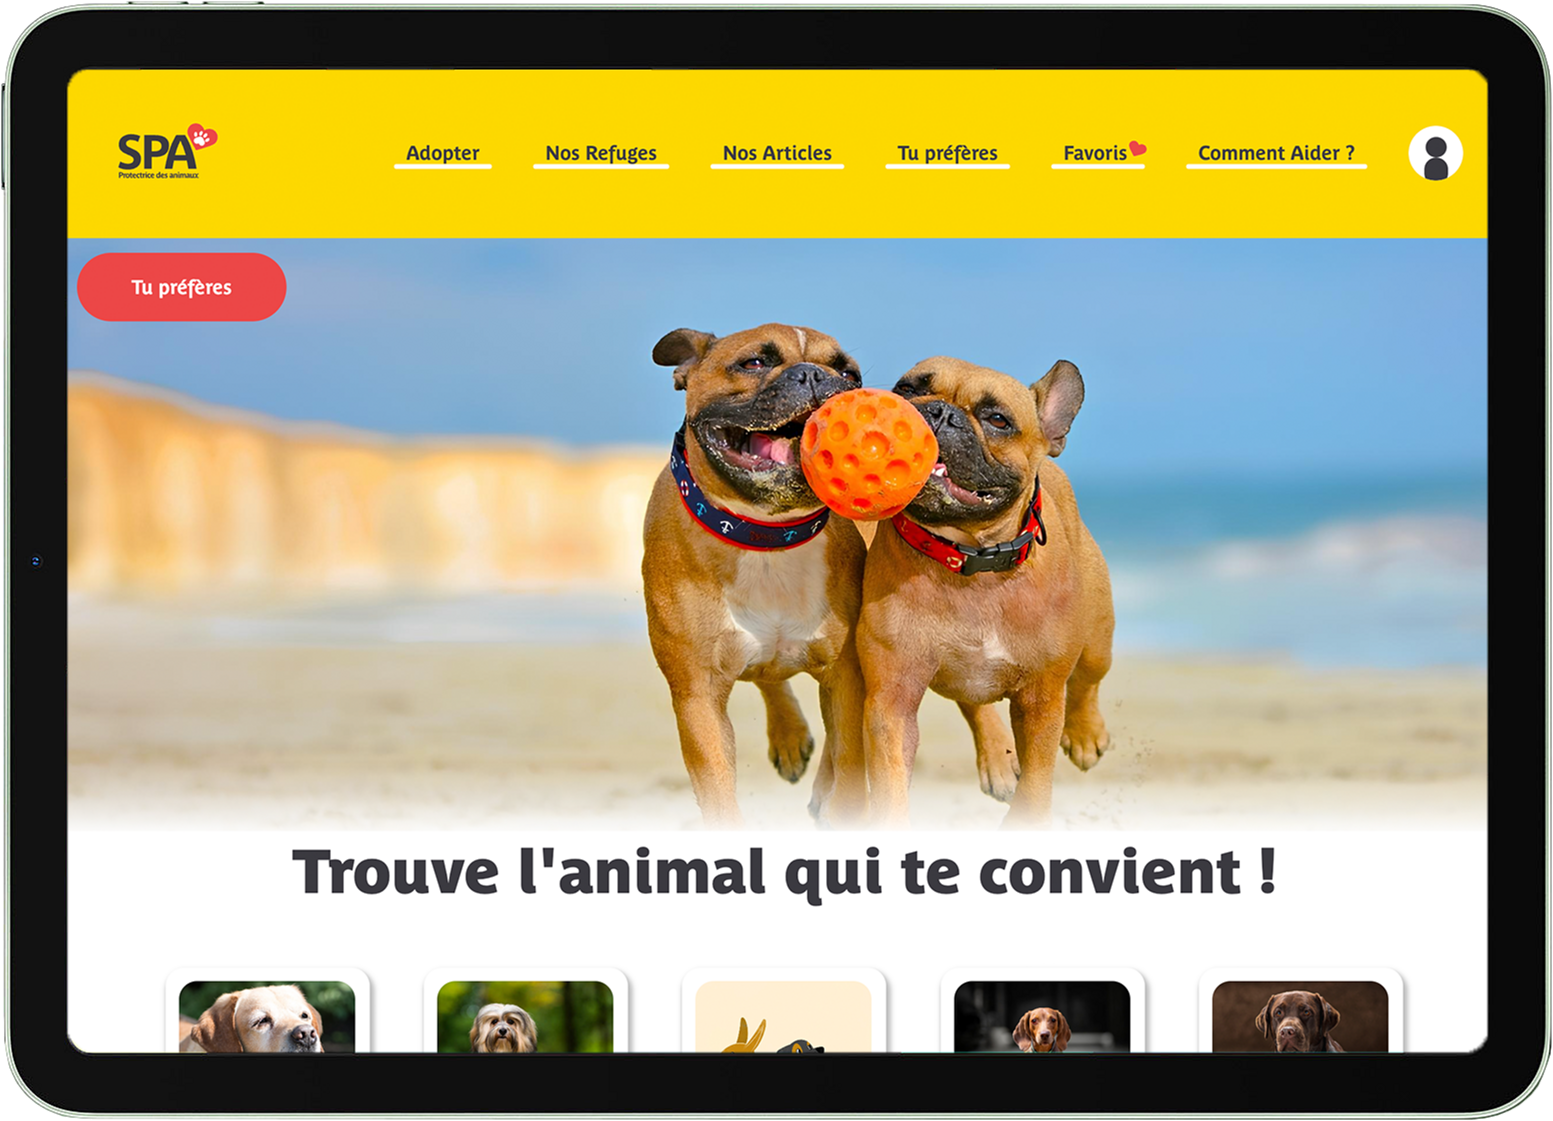 SPA
Protectrice des animaux
Adopter
Nos Refuges
Nos Articles
Tu préfères
Favoris
Comment Aider ?
Tu préfères
Trouve l'animal qui te convient !